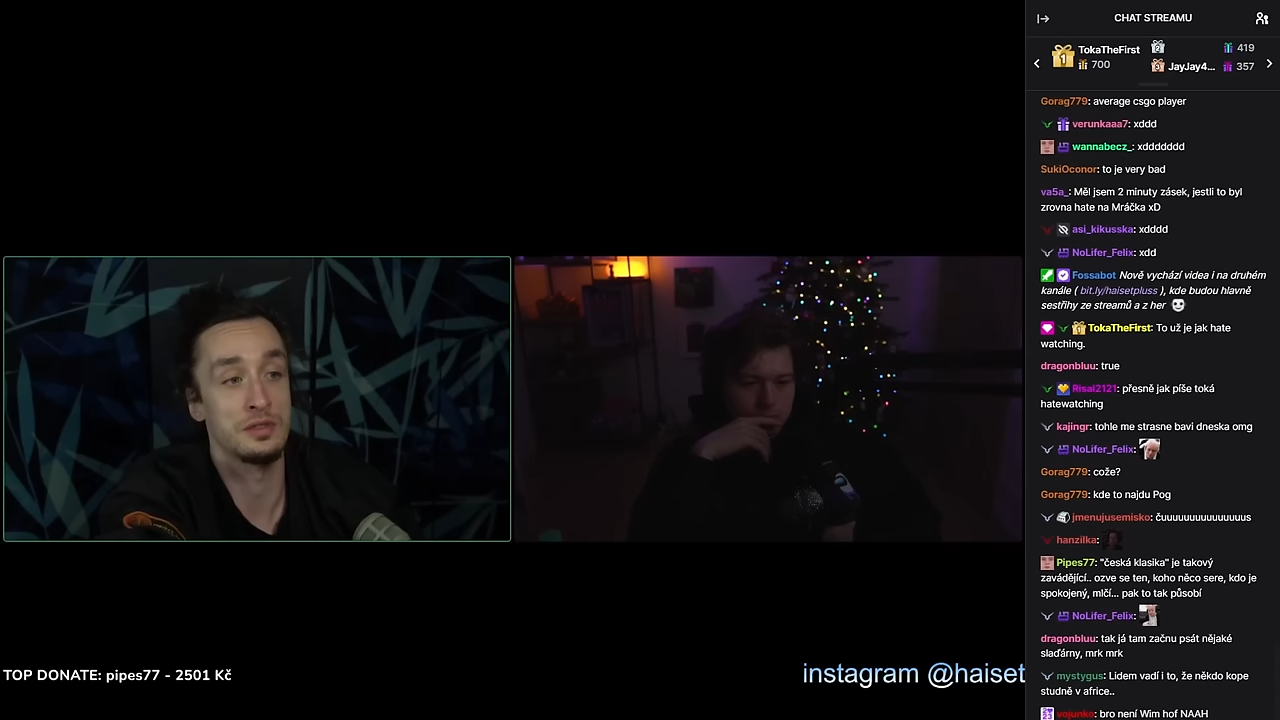 CHAT STREAMU
TokaTheFirst
700
419
JayJay4...
357
Gorag779: average csgo player
verunkaaa7: xddd
wannabecz_: xddddddd
SukiOconor: to je very bad
va5a_: Měl jsem 2 minuty zásek, jestli to byl
zrovna hate na Mráčka xD
asi_kikusska: xdddd
NoLifer_Felix: xdd
Fossabot Nově vychází videa i na druhém
kanále ( bit.ly/haisetpluss ), kde budou hlavně
sestřihy ze streamů a z her
TokaTheFirst: To už je jak hate
watching.
dragonbluu: true
Risai2121: přesně jak píše toká
hatewatching
kajingr: tohle me strasne bavi dneska omg
NoLifer_Felix:
Gorag779: cože?
Gorag779: kde to najdu Pog
jmenujusemisko: čuuuuuuuuuuuuuus
hanzilka:
Pipes77: "česká klasika" je takový
zavádějící.. ozve se ten, koho něco sere, kdo je
spokojený, mlčí... pak to tak působí
NoLifer_Felix:
dragonbluu: tak já tam začnu psát nějaké
slaďárny, mrk mrk
mystygus: Lidem vadí i to, že někdo kope
studně v africe..
vojunko: bro není Wim hof NAAH
TOP DONATE: pipes77 - 2501 Kč
instagram @haiset